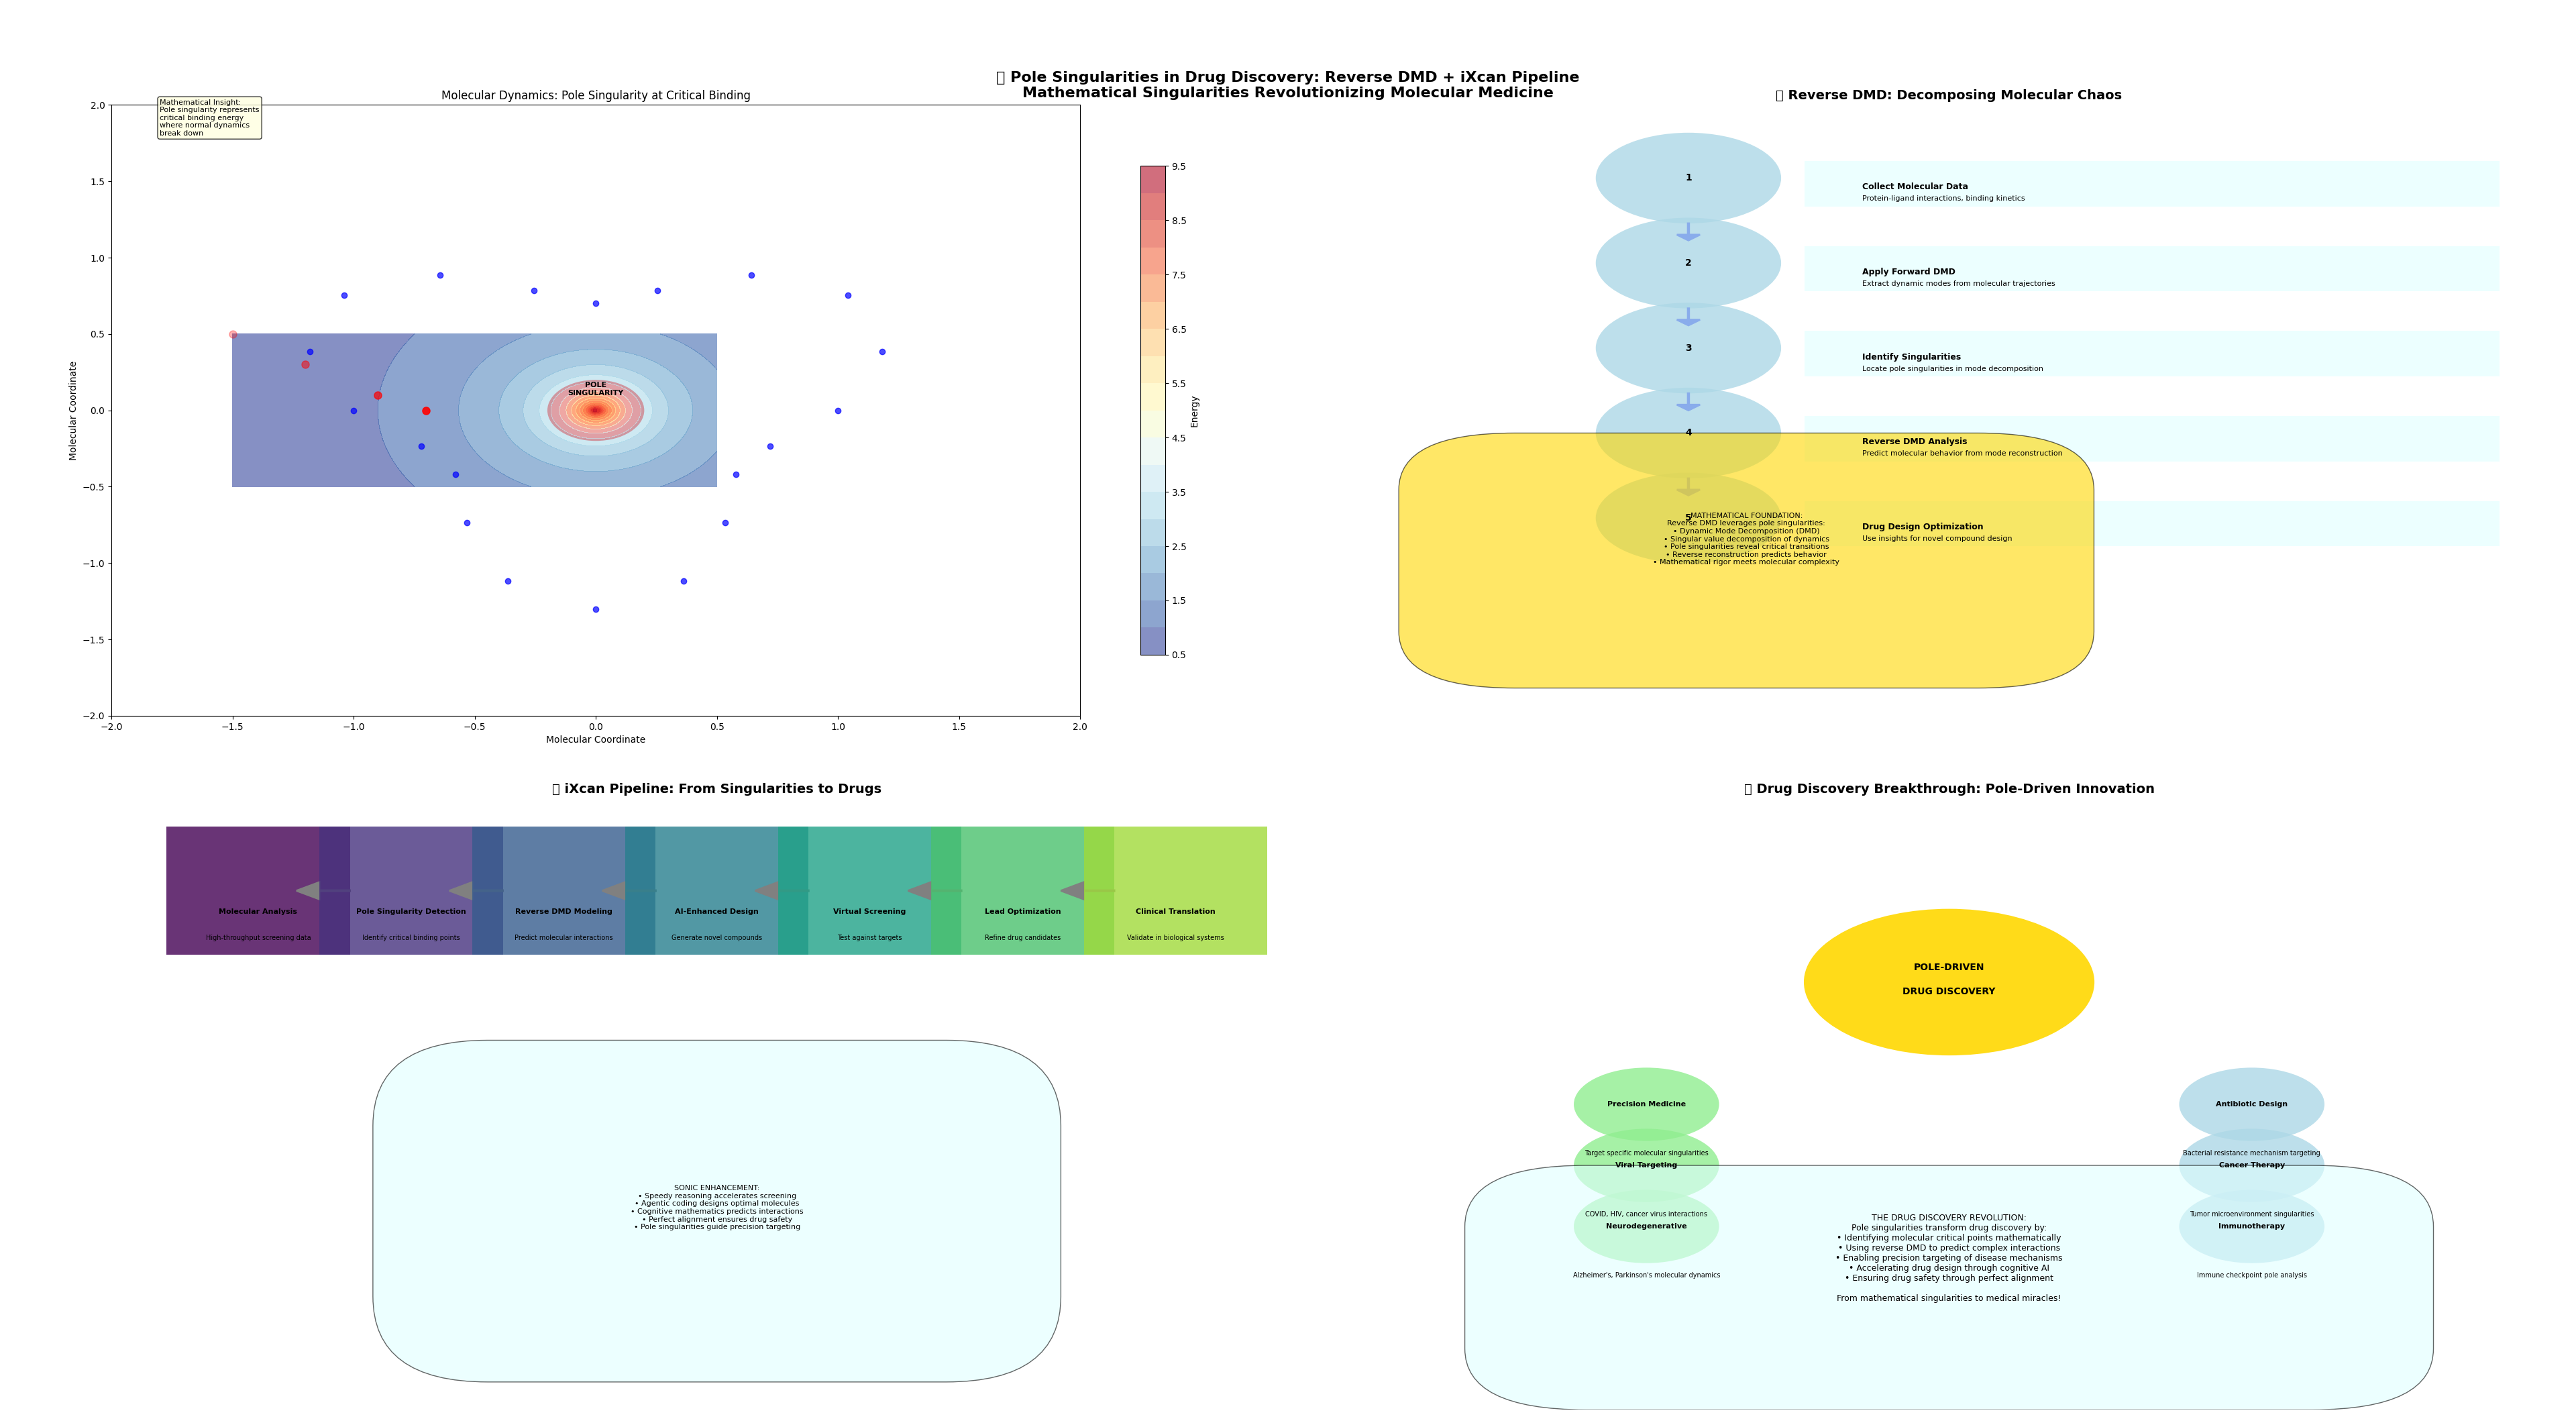 Pole Singularities in Drug Discovery: Reverse DMD + iXcan Pipeline
Mathematical Singularities Revolutionizing Molecular Medicine
Molecular Dynamics: Pole Singularity at Critical Binding
Mathematical Insight:
Pole singularity represents
critical binding energy
where normal dynamics
break down
2.0
1.5
1.0
0.5
0.0
−0.5
−1.0
−1.5
−2.0
Molecular Coordinate
POLE
SINGULARITY
−2.0
−1.5
−1.0
−0.5
0.0
0.5
1.0
1.5
2.0
Molecular Coordinate
9.5
8.5
7.5
6.5
5.5
4.5
3.5
2.5
1.5
0.5
Energy
Reverse DMD: Decomposing Molecular Chaos
1
Collect Molecular Data
Protein-ligand interactions, binding kinetics
2
Apply Forward DMD
Extract dynamic modes from molecular trajectories
3
Identify Singularities
Locate pole singularities in mode decomposition
4
Reverse DMD Analysis
Predict molecular behavior from mode reconstruction
5
Drug Design Optimization
Use insights for novel compound design
MATHEMATICAL FOUNDATION:
Reverse DMD leverages pole singularities:
• Dynamic Mode Decomposition (DMD)
• Singular value decomposition of dynamics
• Pole singularities reveal critical transitions
• Reverse reconstruction predicts behavior
• Mathematical rigor meets molecular complexity
iXcan Pipeline: From Singularities to Drugs
Molecular Analysis
High-throughput screening data
Pole Singularity Detection
Identify critical binding points
Reverse DMD Modeling
Predict molecular interactions
AI-Enhanced Design
Generate novel compounds
Virtual Screening
Test against targets
Lead Optimization
Refine drug candidates
Clinical Translation
Validate in biological systems
SONIC ENHANCEMENT:
• Speedy reasoning accelerates screening
• Agentic coding designs optimal molecules
• Cognitive mathematics predicts interactions
• Perfect alignment ensures drug safety
• Pole singularities guide precision targeting
Drug Discovery Breakthrough: Pole-Driven Innovation
POLE-DRIVEN
DRUG DISCOVERY
Precision Medicine
Target specific molecular singularities
Viral Targeting
COVID, HIV, cancer virus interactions
Neurodegenerative
Alzheimer's, Parkinson's molecular dynamics
Antibiotic Design
Bacterial resistance mechanism targeting
Cancer Therapy
Tumor microenvironment singularities
Immunotherapy
Immune checkpoint pole analysis
THE DRUG DISCOVERY REVOLUTION:
Pole singularities transform drug discovery by:
• Identifying molecular critical points mathematically
• Using reverse DMD to predict complex interactions
• Enabling precision targeting of disease mechanisms
• Accelerating drug design through cognitive AI
• Ensuring drug safety through perfect alignment
From mathematical singularities to medical miracles!